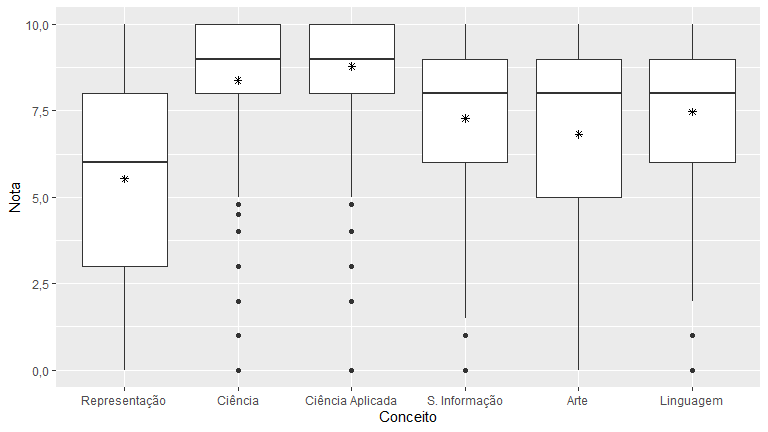 10,0
7,5
5,0
2,5
0,0
Nota
Representação
Ciência
Ciência Aplicada
S. Informação
Arte
Linguagem
Conceito